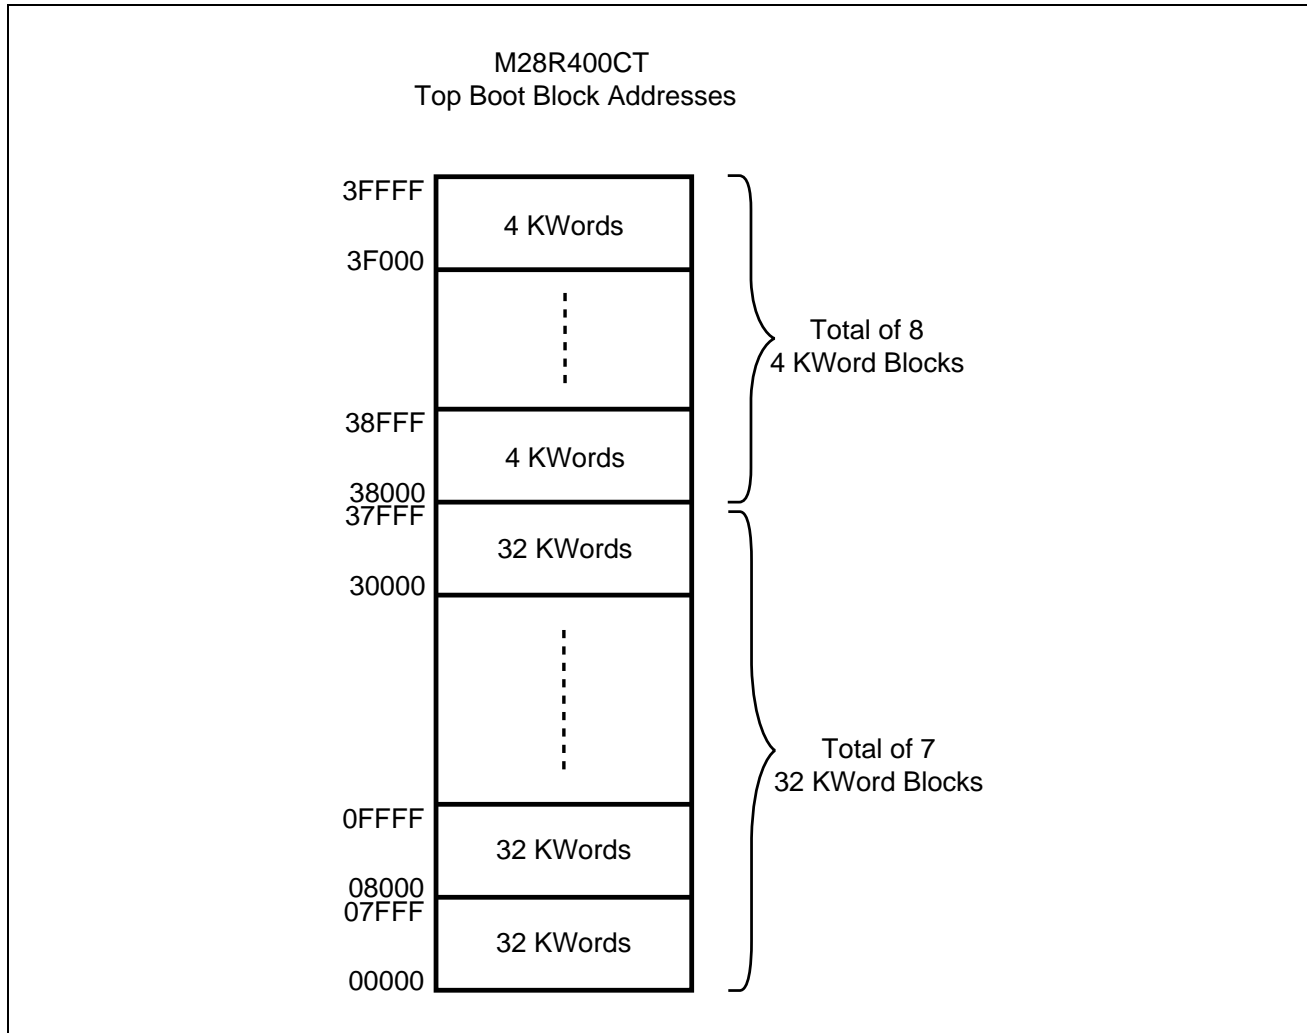 M28R400CT
Top Boot Block Addresses
3FFFF
4 KWords
3F000
Total of 8
4 KWord Blocks
38FFF
4 KWords
38000
37FFF
32 KWords
30000
Total of 7
32 KWord Blocks
0FFFF
32 KWords
08000
07FFF
32 KWords
00000